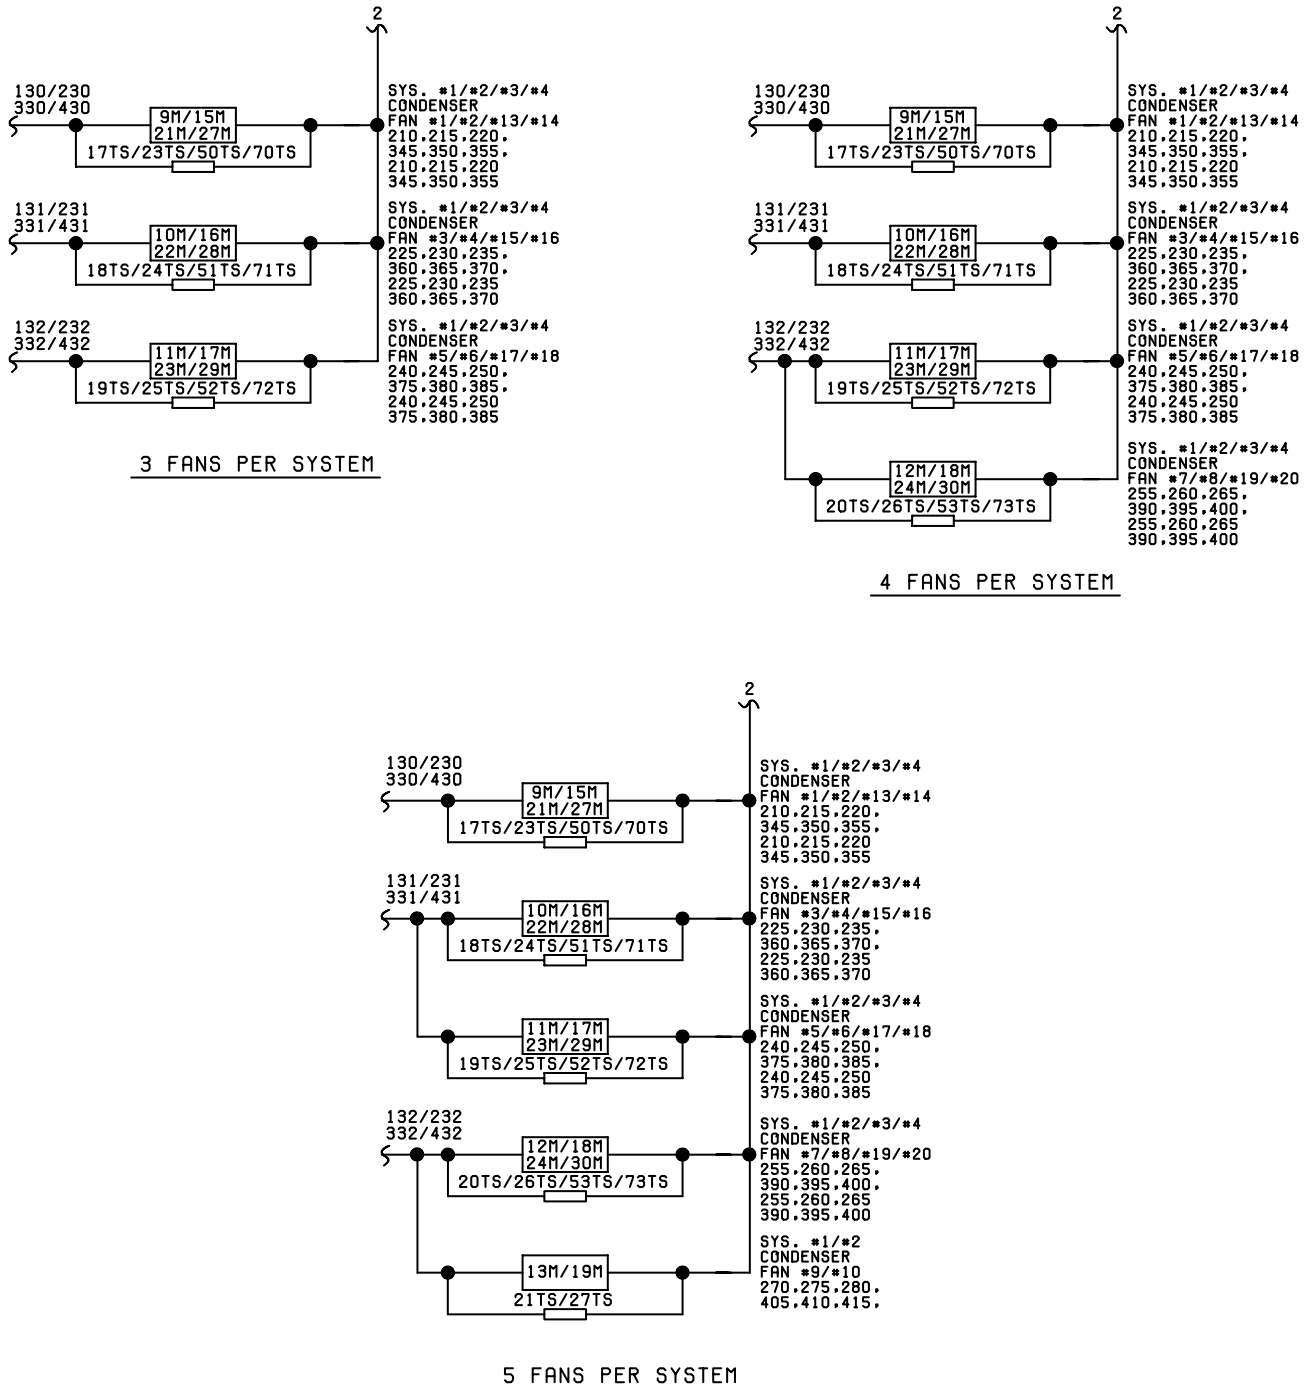 2
130/230
330/430
9M/15M
21M/27M
17TS/23TS/50TS/70TS
SYS. #1/#2/#3/#4
CONDENSER
FAN #1/#2/#13/#14
210,215,220,
345,350,355,
210,215,220
345,350,355
131/231
331/431
10M/16M
22M/28M
18TS/24TS/51TS/71TS
SYS. #1/#2/#3/#4
CONDENSER
FAN #3/#4/#15/#16
225,230,235,
360,365,370,
225,230,235
360,365,370
132/232
332/432
11M/17M
23M/29M
19TS/25TS/52TS/72TS
SYS. #1/#2/#3/#4
CONDENSER
FAN #5/#6/#17/#18
240,245,250,
375,380,385,
240,245,250
375,380,385
3 FANS PER SYSTEM
2
130/230
330/430
9M/15M
21M/27M
17TS/23TS/50TS/70TS
SYS. #1/#2/#3/#4
CONDENSER
FAN #1/#2/#13/#14
210,215,220,
345,350,355,
210,215,220
345,350,355
131/231
331/431
10M/16M
22M/28M
18TS/24TS/51TS/71TS
SYS. #1/#2/#3/#4
CONDENSER
FAN #3/#4/#15/#16
225,230,235,
360,365,370,
225,230,235
360,365,370
132/232
332/432
11M/17M
23M/29M
19TS/25TS/52TS/72TS
SYS. #1/#2/#3/#4
CONDENSER
FAN #5/#6/#17/#18
240,245,250,
375,380,385,
240,245,250
375,380,385
12M/18M
24M/30M
20TS/26TS/53TS/73TS
SYS. #1/#2/#3/#4
CONDENSER
FAN #7/#8/#19/#20
255,260,265,
390,395,400,
255,260,265
390,395,400
4 FANS PER SYSTEM
2
130/230
330/430
9M/15M
21M/27M
17TS/23TS/50TS/70TS
SYS. #1/#2/#3/#4
CONDENSER
FAN #1/#2/#13/#14
210,215,220,
345,350,355,
210,215,220
345,350,355
131/231
331/431
10M/16M
22M/28M
18TS/24TS/51TS/71TS
SYS. #1/#2/#3/#4
CONDENSER
FAN #3/#4/#15/#16
225,230,235,
360,365,370,
225,230,235
360,365,370
11M/17M
23M/29M
19TS/25TS/52TS/72TS
SYS. #1/#2/#3/#4
CONDENSER
FAN #5/#6/#17/#18
240,245,250,
375,380,385,
240,245,250
375,380,385
132/232
332/432
12M/18M
24M/30M
20TS/26TS/53TS/73TS
SYS. #1/#2/#3/#4
CONDENSER
FAN #7/#8/#19/#20
255,260,265,
390,395,400,
255,260,265
390,395,400
13M/19M
21TS/27TS
SYS. #1/#2
CONDENSER
FAN #9/#10
270,275,280,
405,410,415,
5 FANS PER SYSTEM